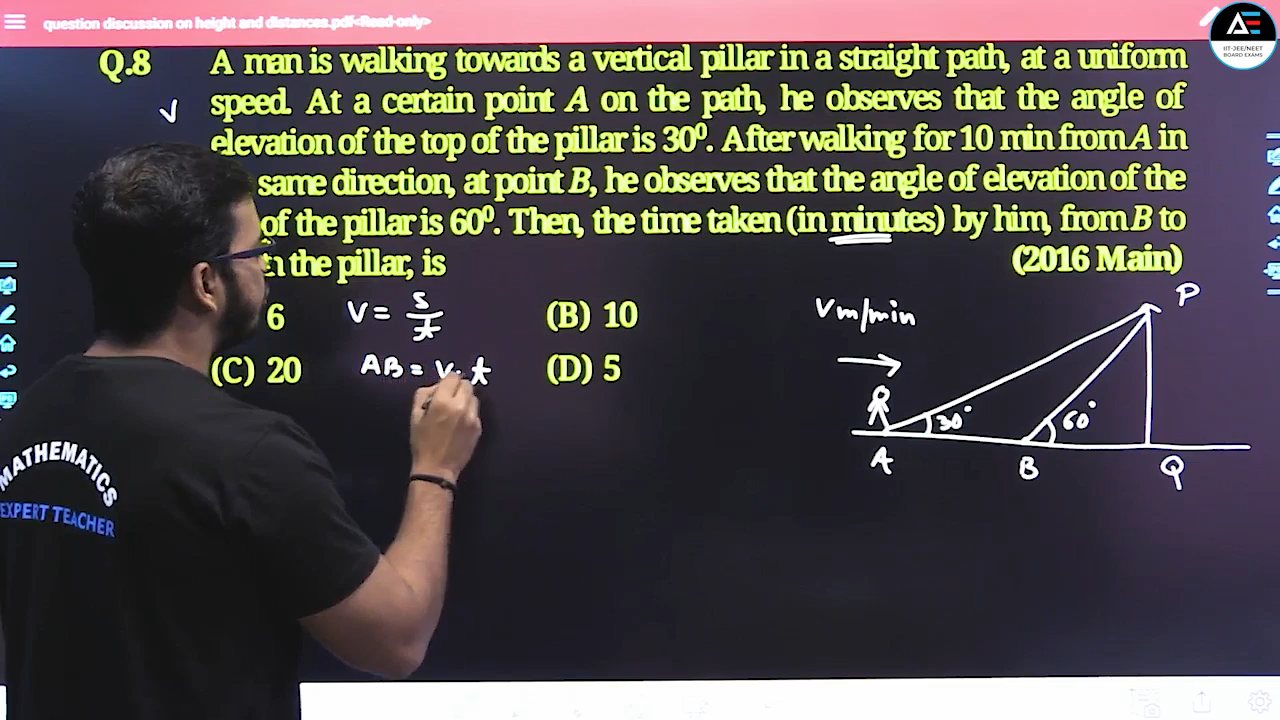 question discussion on height and distances.pdf<Read-only>
AE
IIT-JEE/NEET
BOARD EXAMS
Q.8 A man is walking towards a vertical pillar in a straight path, at a uniform
speed. At a certain point A on the path, he observes that the angle of
elevation of the top of the pillar is 30⁰. After walking for 10 min from A in
same direction, at point B, he observes that the angle of elevation of the
of the pillar is 60⁰. Then, the time taken (in minutes) by him, from B to
the pillar, is (2016 Main)
6 (B) 10
(C) 20 (D) 5
V = s/t
AB = V. t
V m/min
P
30° 60°
A B Q
MATHEMATICS
EXPERT TEACHER